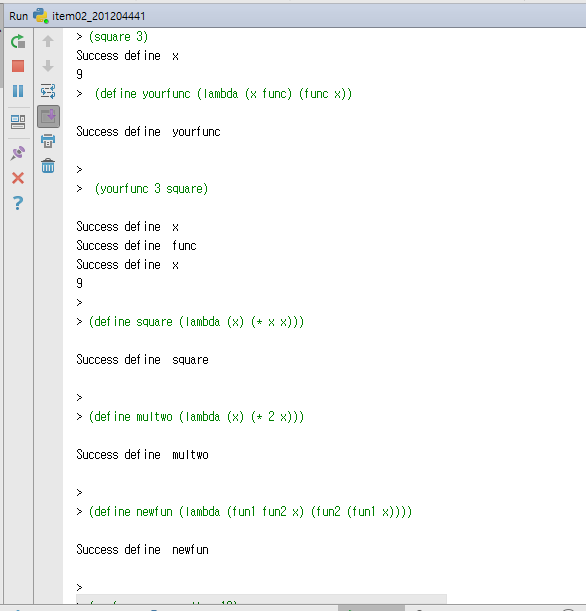 Run item02_201204441
> (square 3)
Success define x
9
> (define yourfunc (lambda (x func) (func x))
Success define yourfunc
>
> (yourfunc 3 square)
Success define x
Success define func
Success define x
9
>
> (define square (lambda (x) (* x x)))
Success define square
>
> (define multwo (lambda (x) (* 2 x)))
Success define multwo
>
> (define newfun (lambda (fun1 fun2 x) (fun2 (fun1 x))))
Success define newfun
>